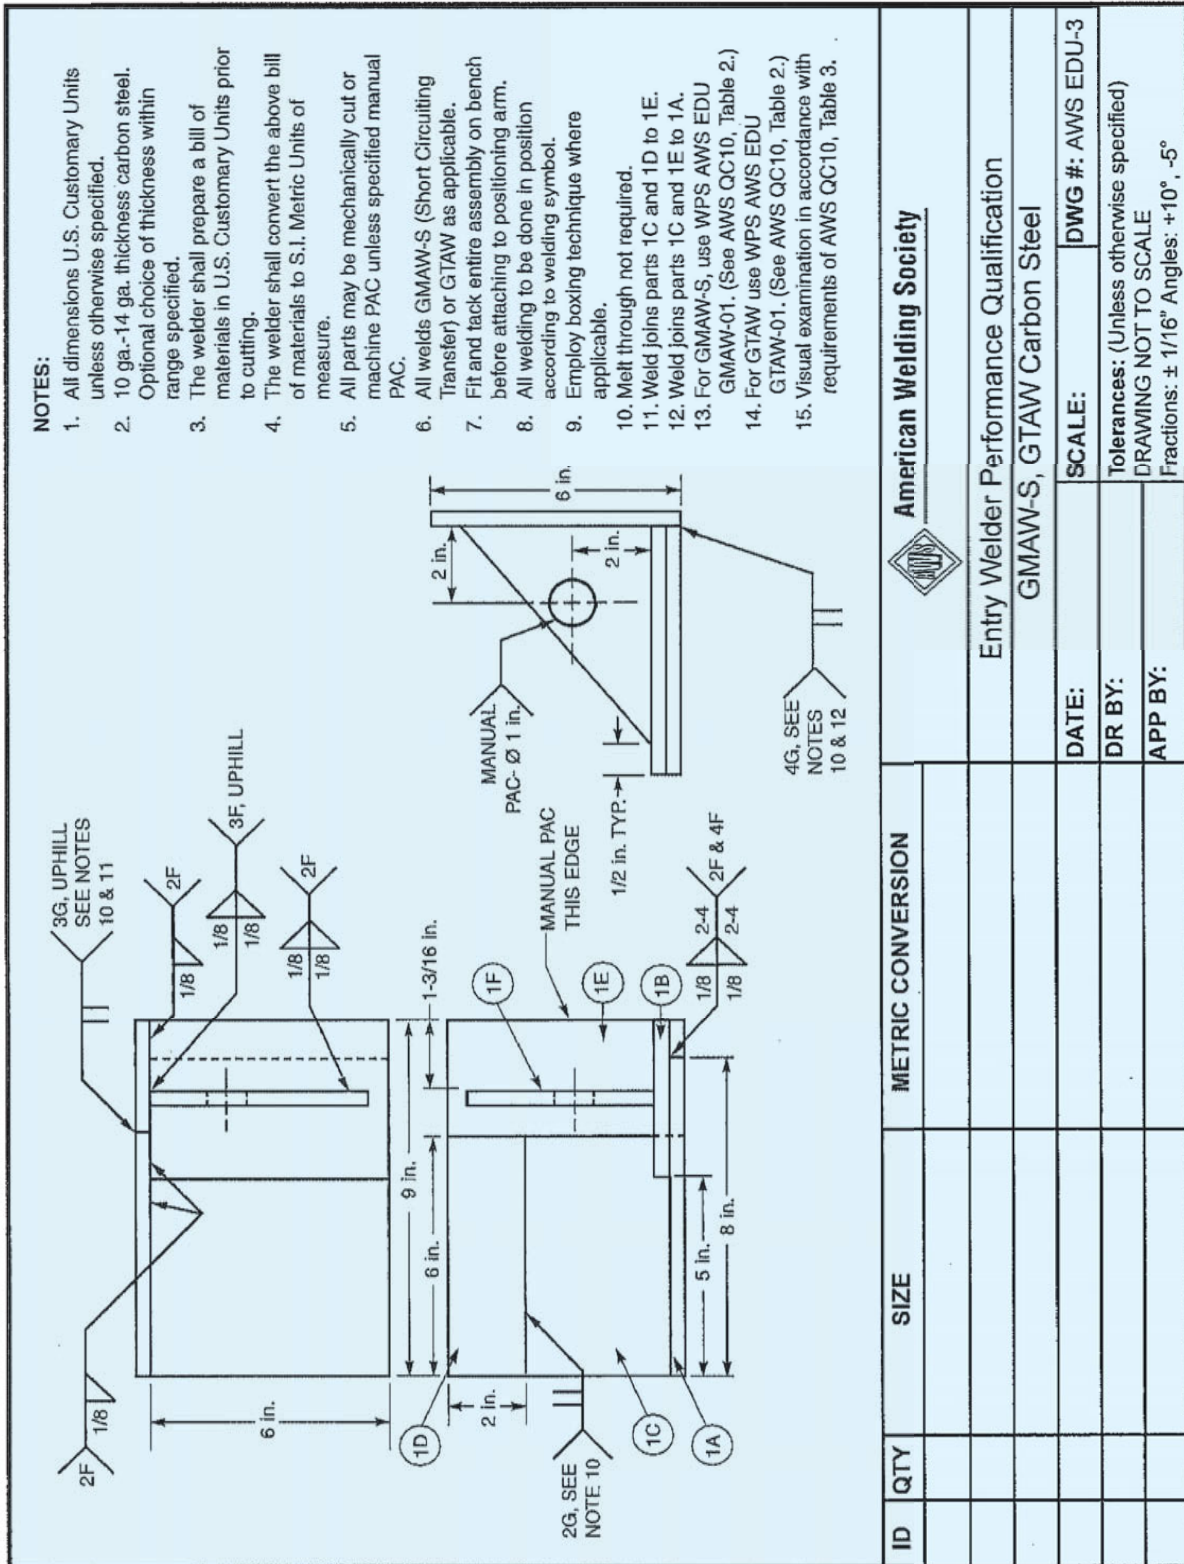 NOTES:
1. All dimensions U.S. Customary Units
unless otherwise specified.
2. 10 ga.-14 ga. thickness carbon steel.
Optional choice of thickness within
range specified.
3. The welder shall prepare a bill of
materials in U.S. Customary Units prior
to cutting.
4. The welder shall convert the above bill
of materials to S.I. Metric Units of
measure.
5. All parts may be mechanically cut or
machine PAC unless specified manual
PAC.
6. All welds GMAW-S (Short Circuiting
Transfer) or GTAW as applicable.
7. Fit and tack entire assembly on bench
before attaching to positioning arm.
8. All welding to be done in position
according to welding symbol.
9. Employ boxing technique where
applicable.
10. Melt through not required.
11. Weld joins parts 1C and 1D to 1E.
12. Weld joins parts 1C and 1E to 1A.
13. For GMAW-S, use WPS AWS EDU
GMAW-01. (See AWS QC10, Table 2.)
14. For GTAW use WPS AWS EDU
GTAW-01. (See AWS QC10, Table 2.)
15. Visual examination in accordance with
requirements of AWS QC10, Table 3.
3G, UPHILL
SEE NOTES
10 & 11
2F
1/8
3F, UPHILL
1/8
1/8
2F
1/8
1/8
2F
1/8
6 in.
9 in.
1-3/16 in.
6 in.
2 in.
5 in.
8 in.
1D
1C
1A
1F
1E
1B
MANUAL PAC
THIS EDGE
2G, SEE
NOTE 10
1/8
2-4
1/8
2-4
2F & 4F
MANUAL
PAC- Ø 1 in.
2 in.
2 in.
6 in.
1/2 in. TYP.
4G, SEE
NOTES
10 & 12
ID
QTY
SIZE
METRIC CONVERSION
AWS
American Welding Society
Entry Welder Performance Qualification
GMAW-S, GTAW Carbon Steel
DATE:
SCALE:
DWG #: AWS EDU-3
DR BY:
APP BY:
Tolerances: (Unless otherwise specified)
DRAWING NOT TO SCALE
Fractions: ± 1/16" Angles: +10°, -5°